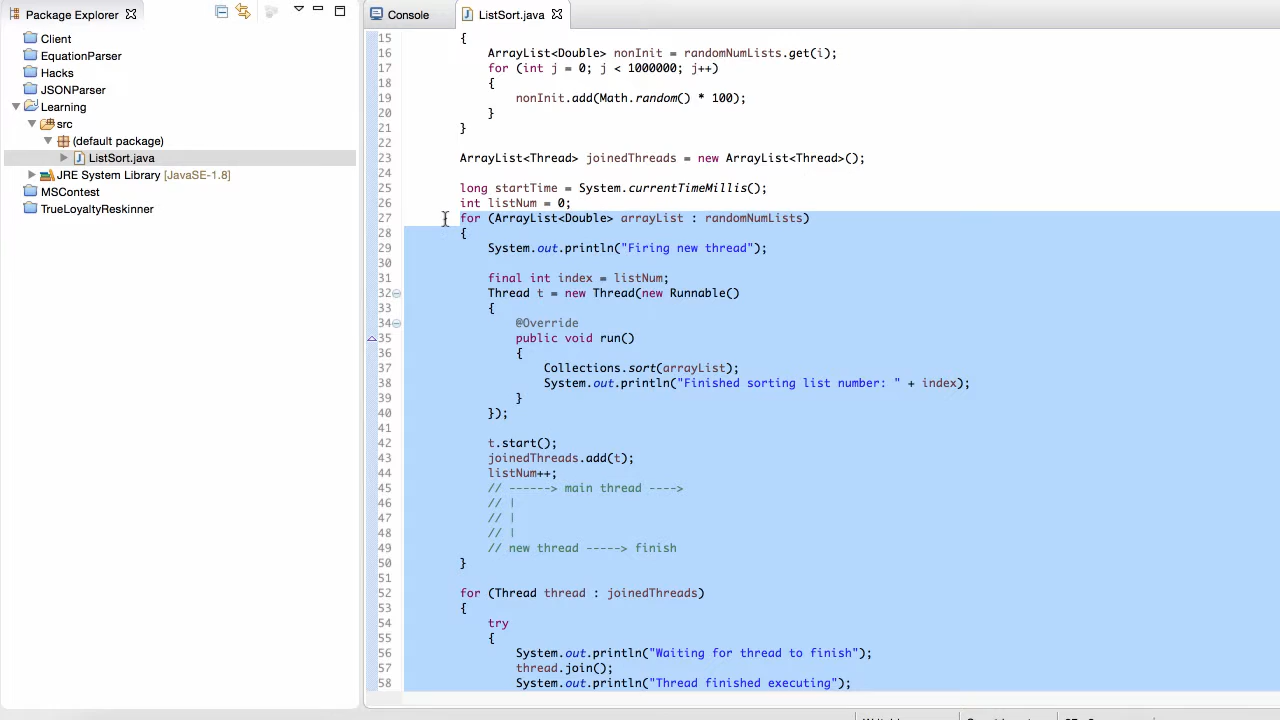 Package Explorer
Console
ListSort.java
Client
EquationParser
Hacks
JSONParser
Learning
src
(default package)
ListSort.java
JRE System Library [JavaSE-1.8]
MSContest
TrueLoyaltyReskinner
15 {
16 ArrayList<Double> nonInit = randomNumLists.get(i);
17 for (int j = 0; j < 1000000; j++)
18 {
19 nonInit.add(Math.random() * 100);
20 }
21 }
22
23 ArrayList<Thread> joinedThreads = new ArrayList<Thread>();
24
25 long startTime = System.currentTimeMillis();
26 int listNum = 0;
27 for (ArrayList<Double> arrayList : randomNumLists)
28 {
29 System.out.println("Firing new thread");
30
31 final int index = listNum;
32 Thread t = new Thread(new Runnable()
33 {
34 @Override
35 public void run()
36 {
37 Collections.sort(arrayList);
38 System.out.println("Finished sorting list number: " + index);
39 }
40 });
41
42 t.start();
43 joinedThreads.add(t);
44 listNum++;
45 // ------> main thread ---->
46 // |
47 // |
48 // |
49 // new thread -----> finish
50 }
51
52 for (Thread thread : joinedThreads)
53 {
54 try
55 {
56 System.out.println("Waiting for thread to finish");
57 thread.join();
58 System.out.println("Thread finished executing");